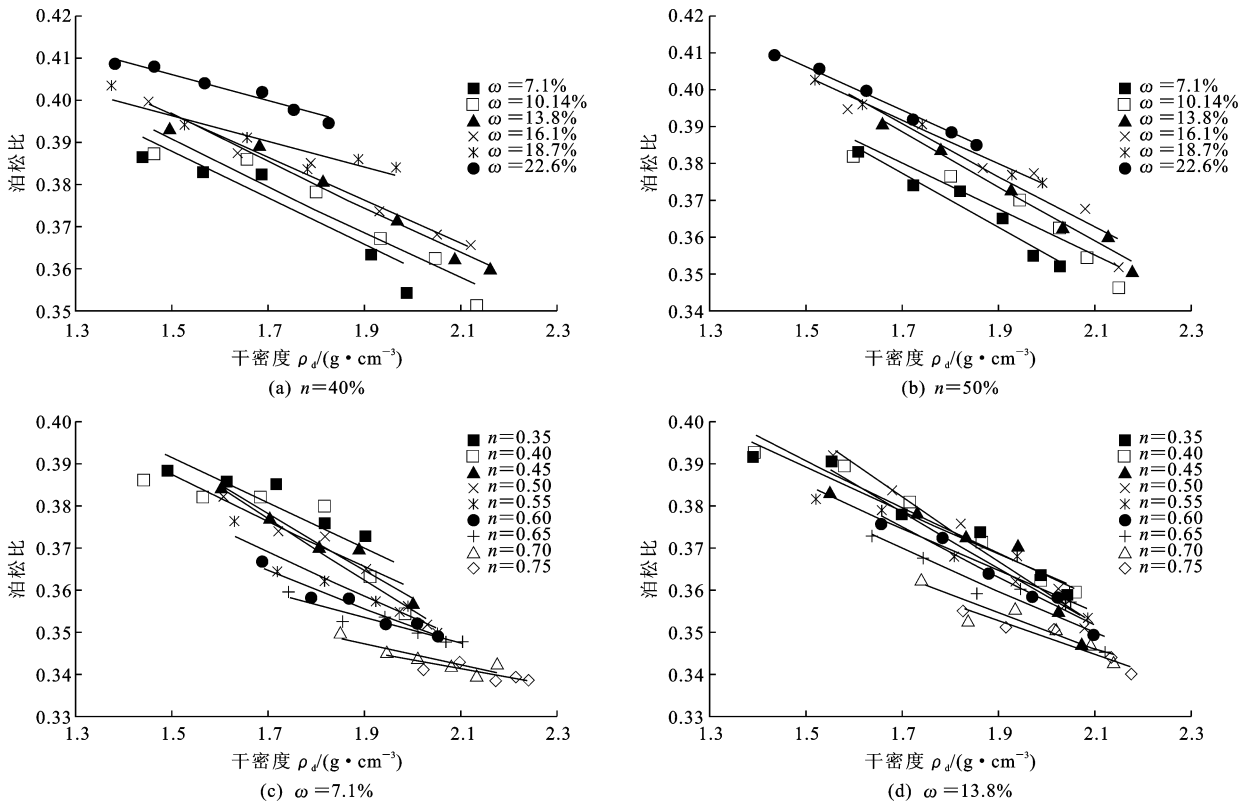 0.42
0.41
0.40
0.39
0.38
0.37
0.36
0.35
泊松比
ω=7.1%
ω=10.14%
ω=13.8%
ω=16.1%
ω=18.7%
ω=22.6%
1.3 1.5 1.7 1.9 2.1 2.3
干密度 ρd/(g·cm⁻³)
(a) n=40%
0.42
0.41
0.40
0.39
0.38
0.37
0.36
0.35
0.34
泊松比
ω=7.1%
ω=10.14%
ω=13.8%
ω=16.1%
ω=18.7%
ω=22.6%
1.3 1.5 1.7 1.9 2.1 2.3
干密度 ρd/(g·cm⁻³)
(b) n=50%
0.40
0.39
0.38
0.37
0.36
0.35
0.34
0.33
泊松比
n=0.35
n=0.40
n=0.45
n=0.50
n=0.55
n=0.60
n=0.65
n=0.70
n=0.75
1.3 1.5 1.7 1.9 2.1 2.3
干密度 ρd/(g·cm⁻³)
(c) ω=7.1%
0.40
0.39
0.38
0.37
0.36
0.35
0.34
0.33
泊松比
n=0.35
n=0.40
n=0.45
n=0.50
n=0.55
n=0.60
n=0.65
n=0.70
n=0.75
1.3 1.5 1.7 1.9 2.1 2.3
干密度 ρd/(g·cm⁻³)
(d) ω=13.8%